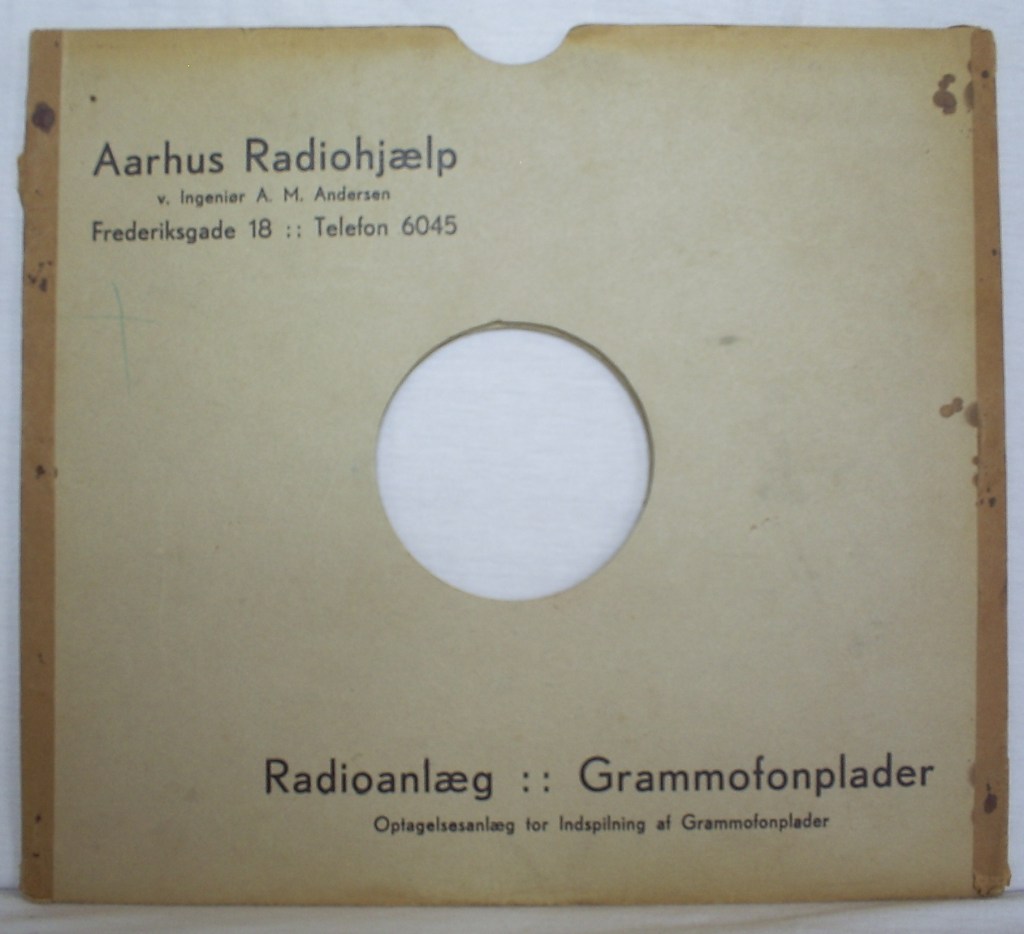 Aarhus Radiohjælp
v. Ingeniør A. M. Andersen
Frederiksgade 18 :: Telefon 6045
Radioanlæg :: Grammofonplader
Optagelsesanlæg for Indspilning af Grammofonplader